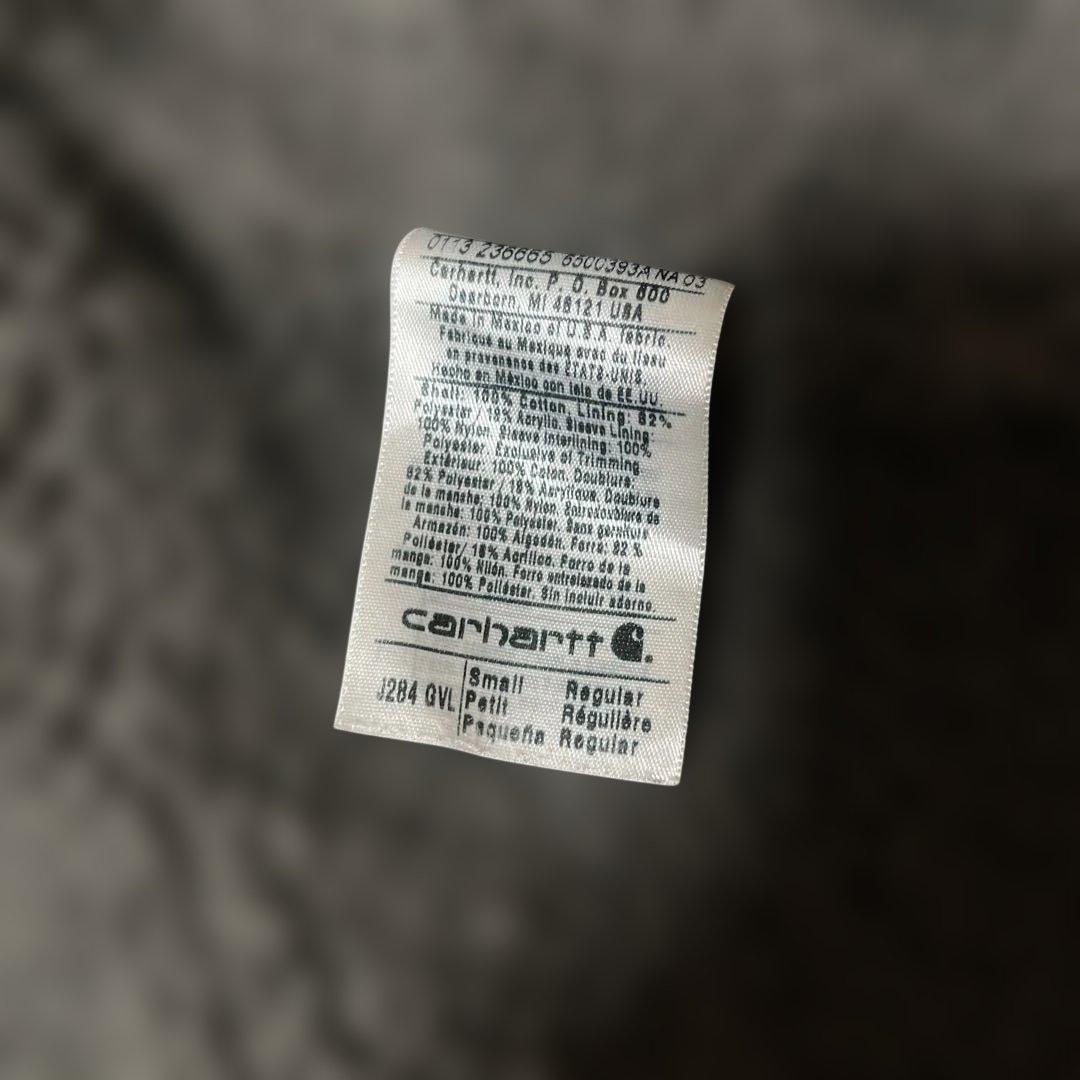 0113 236665 6500393A NA 03
Carhartt, Inc. P. O. Box 600
Dearborn, MI 48121 USA
Made in Mexico of U.S.A. fabric
Fabriqué au Mexique avec du tissu
en provenance des ETATS-UNIS.
Hecho en México con tela de EE.UU.
Shell: 100% Cotton. Lining: 82%
Polyester / 18% Acrylic. Sleeve Lining:
100% Nylon. Sleeve Interlining: 100%
Polyester Exclusive of Trimming
Extérieur: 100% Coton. Doublure:
82% Polyester / 18% Acrylique. Doublure
de la manche: 100% Nylon. Entredoublure de
la manche: 100% Polyester. Sans garniture
Armazón: 100% Algodón. Forro: 82 %
Poliéster/ 18% Acrílico. Forro de la
manga: 100% Nilón. Forro entrelazado de la
manga: 100% Poliéster. Sin incluir adorno.
carhartt
J284 GVL
Small Regular
Petit Régulière
Pequeña Regular